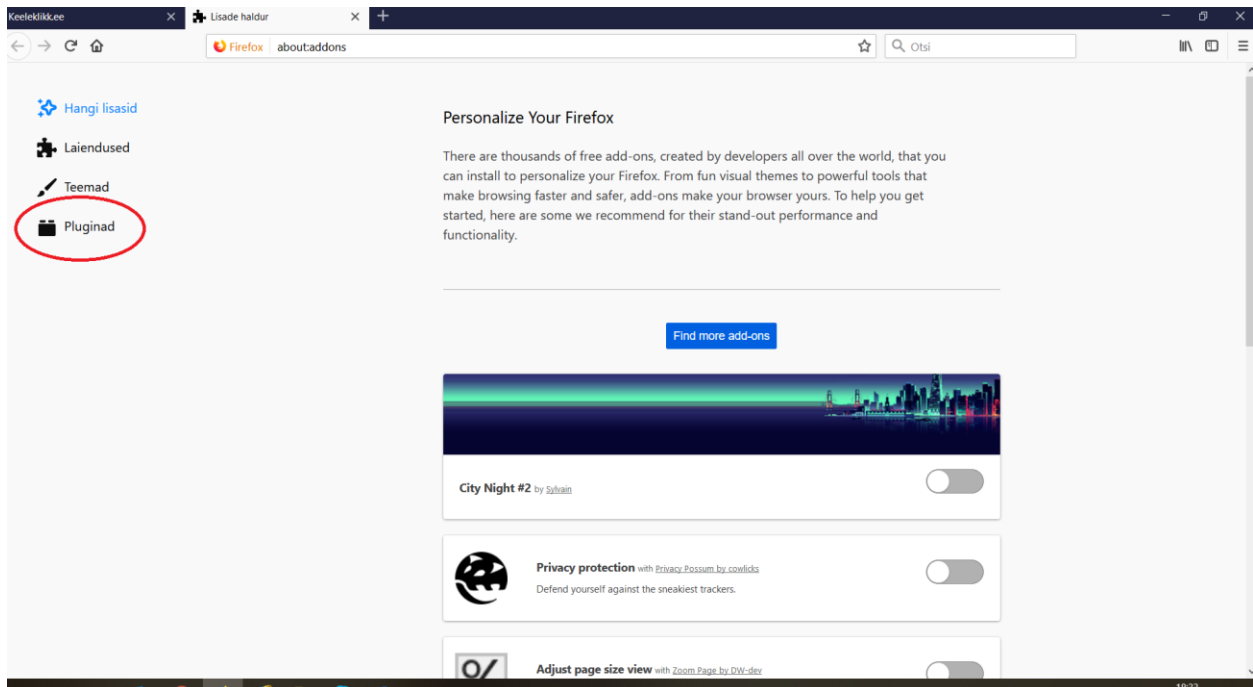 Keeleklikk.ee
Lisade haldur
Firefox about:addons
Otsi
Hangi lisasid
Laiendused
Teemad
Pluginad
Personalize Your Firefox
There are thousands of free add-ons, created by developers all over the world, that you
can install to personalize your Firefox. From fun visual themes to powerful tools that
make browsing faster and safer, add-ons make your browser yours. To help you get
started, here are some we recommend for their stand-out performance and
functionality.
Find more add-ons
City Night #2 by Sylvain
Privacy protection with Privacy Possum by cowlicks
Defend yourself against the sneakiest trackers.
Adjust page size view with Zoom Page by DW-dev